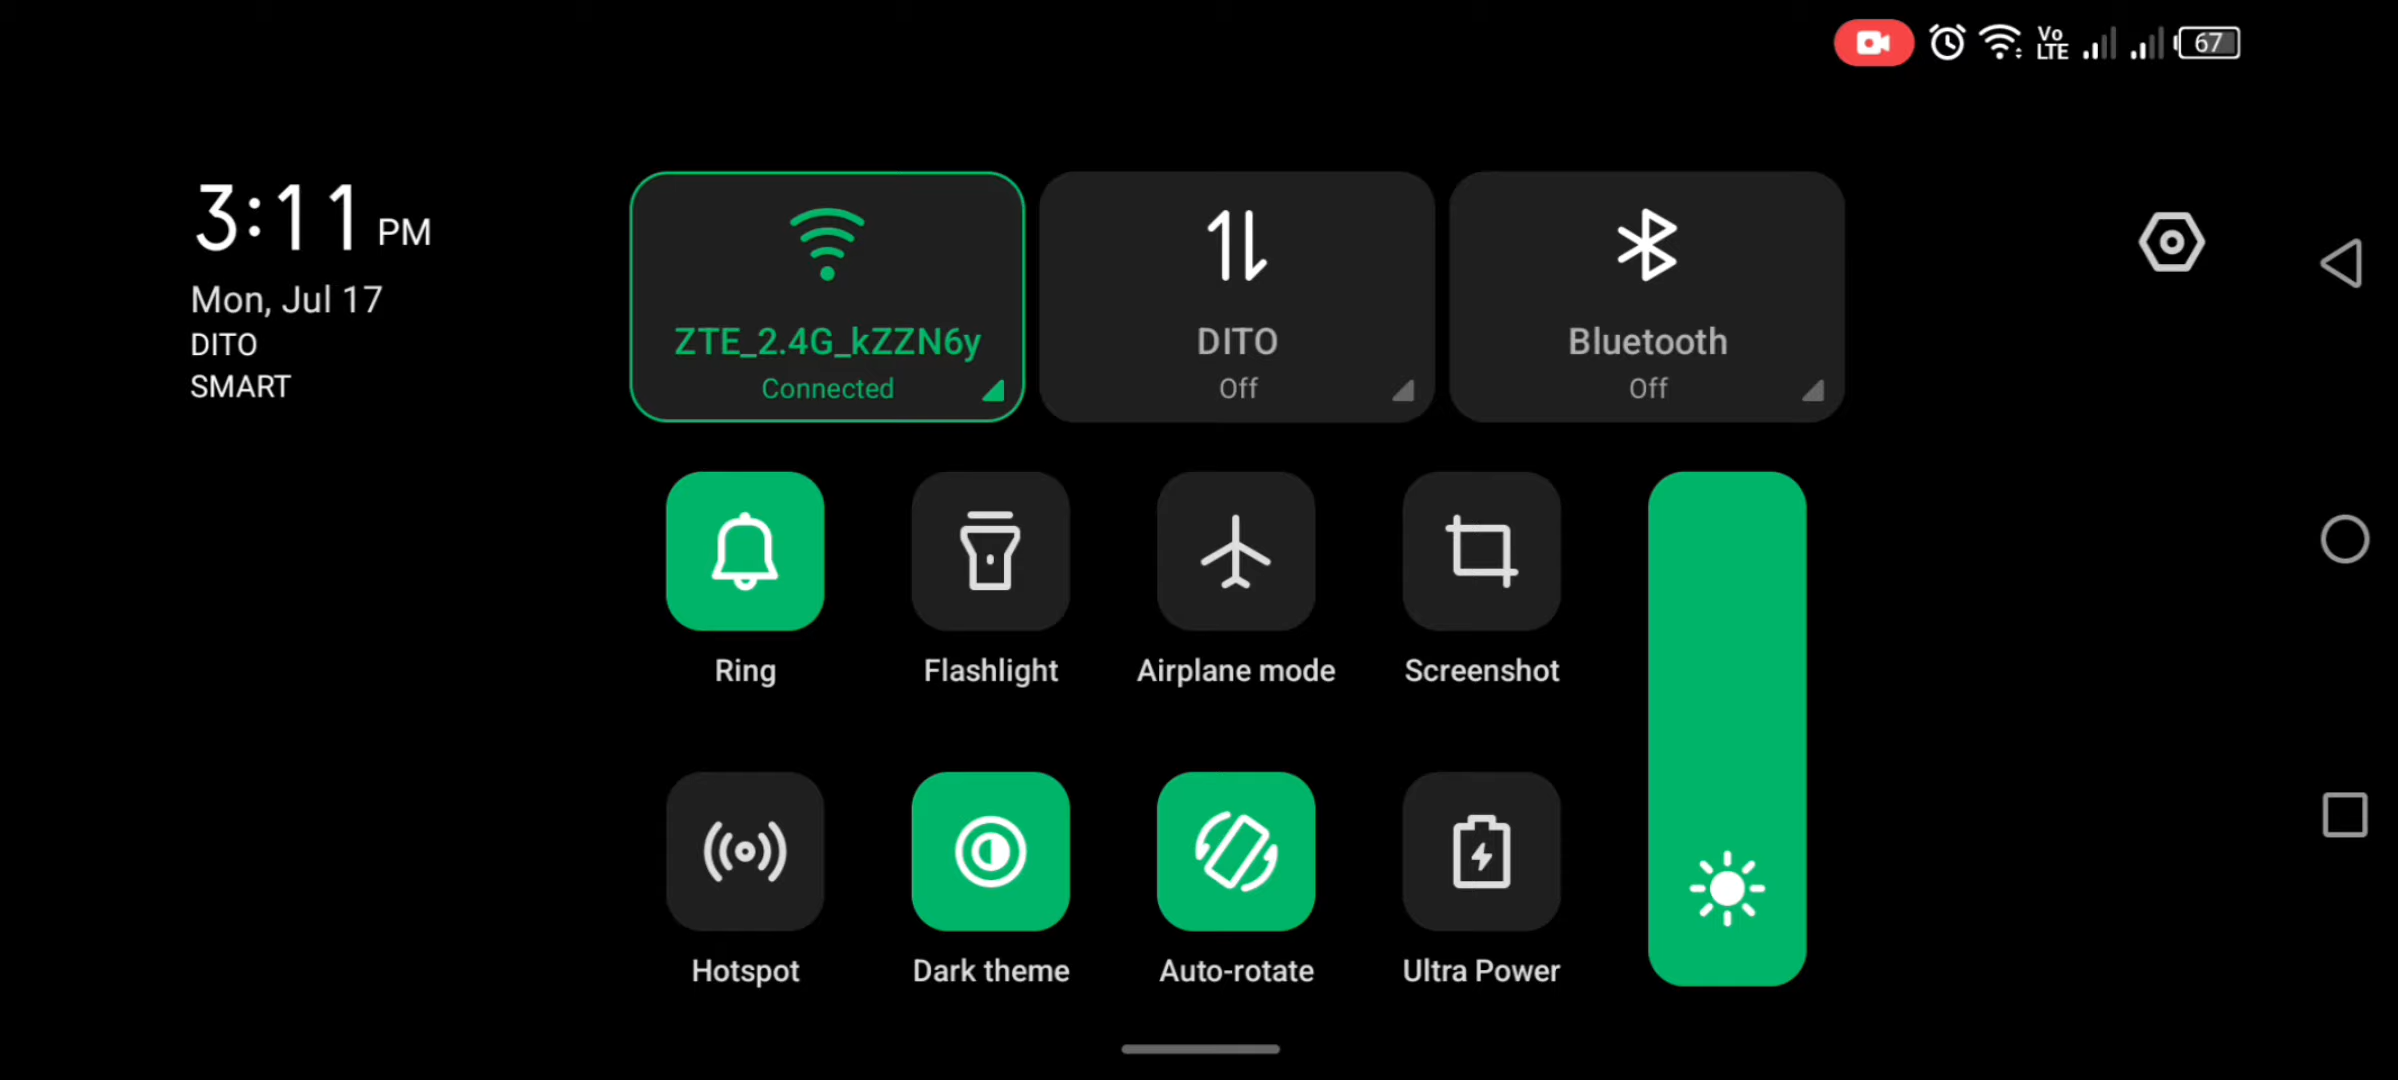 Vo
LTE
67
3:11 PM
Mon, Jul 17
DITO
SMART
ZTE_2.4G_kZZN6y
Connected
DITO
Off
Bluetooth
Off
Ring
Flashlight
Airplane mode
Screenshot
Hotspot
Dark theme
Auto-rotate
Ultra Power